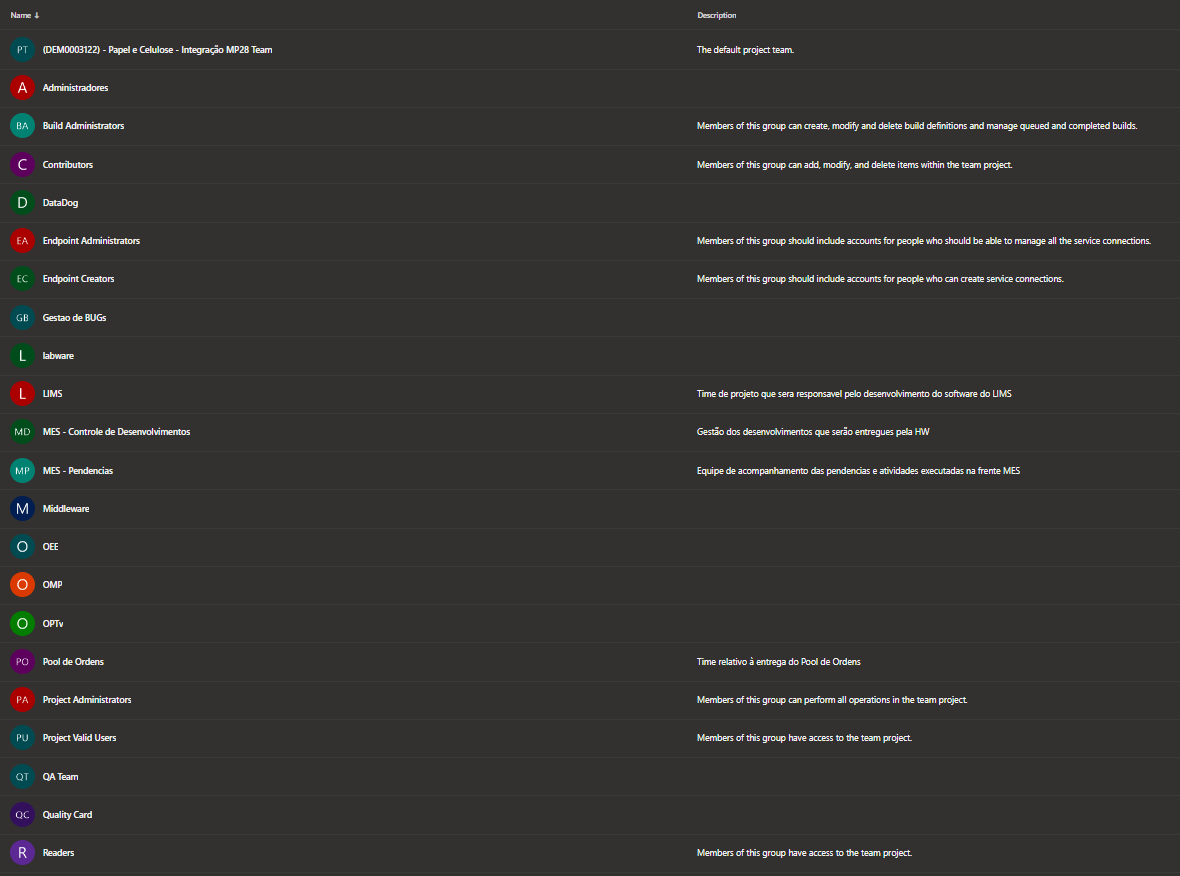 Name ↓ Description
PT (DEM0003122) - Papel e Celulose - Integração MP28 Team The default project team.
A Administradores
BA Build Administrators Members of this group can create, modify and delete build definitions and manage queued and completed builds.
C Contributors Members of this group can add, modify, and delete items within the team project.
D DataDog
EA Endpoint Administrators Members of this group should include accounts for people who should be able to manage all the service connections.
EC Endpoint Creators Members of this group should include accounts for people who can create service connections.
GB Gestao de BUGs
L labware
L LIMS Time de projeto que sera responsavel pelo desenvolvimento do software do LIMS
MD MES - Controle de Desenvolvimentos Gestão dos desenvolvimentos que serão entregues pela HW
MP MES - Pendencias Equipe de acompanhamento das pendencias e atividades executadas na frente MES
M Middleware
O OEE
O OMP
O OPTv
PO Pool de Ordens Time relativo à entrega do Pool de Ordens
PA Project Administrators Members of this group can perform all operations in the team project.
PU Project Valid Users Members of this group have access to the team project.
QT QA Team
QC Quality Card
R Readers Members of this group have access to the team project.